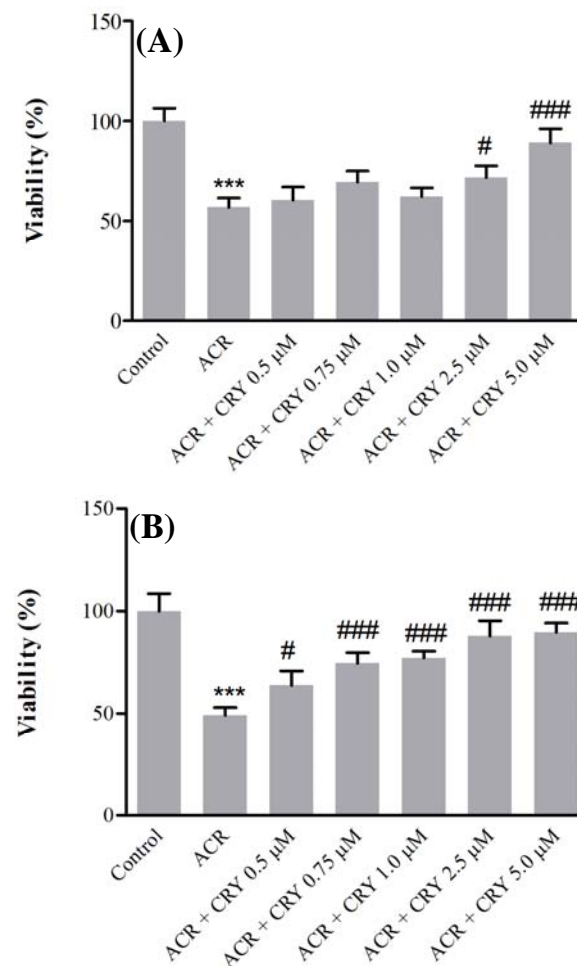 (A)
Viability (%)
150
100
50
0
***
#
###
Control
ACR
ACR + CRY 0.5 µM
ACR + CRY 0.75 µM
ACR + CRY 1.0 µM
ACR + CRY 2.5 µM
ACR + CRY 5.0 µM
(B)
Viability (%)
150
100
50
0
***
#
###
###
###
###
Control
ACR
ACR + CRY 0.5 µM
ACR + CRY 0.75 µM
ACR + CRY 1.0 µM
ACR + CRY 2.5 µM
ACR + CRY 5.0 µM